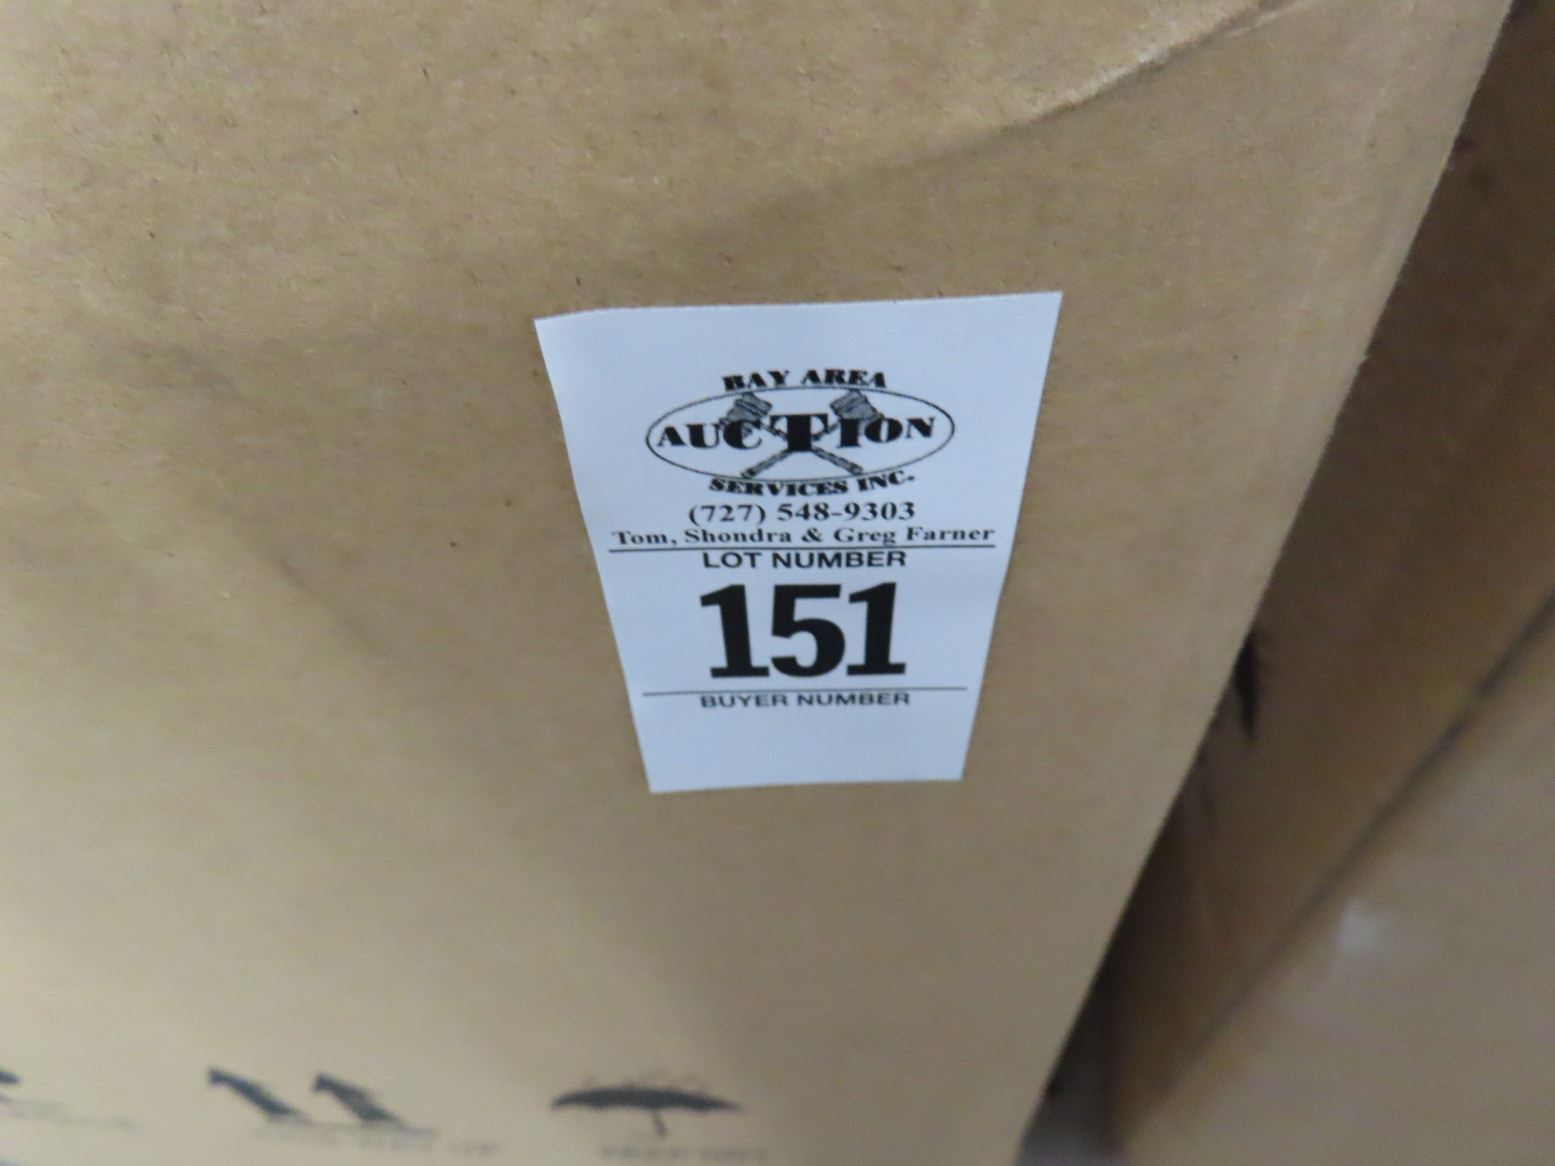 BAY AREA
AUCTION
SERVICES INC.
(727) 548-9303
Tom, Shondra & Greg Farner
LOT NUMBER
151
BUYER NUMBER